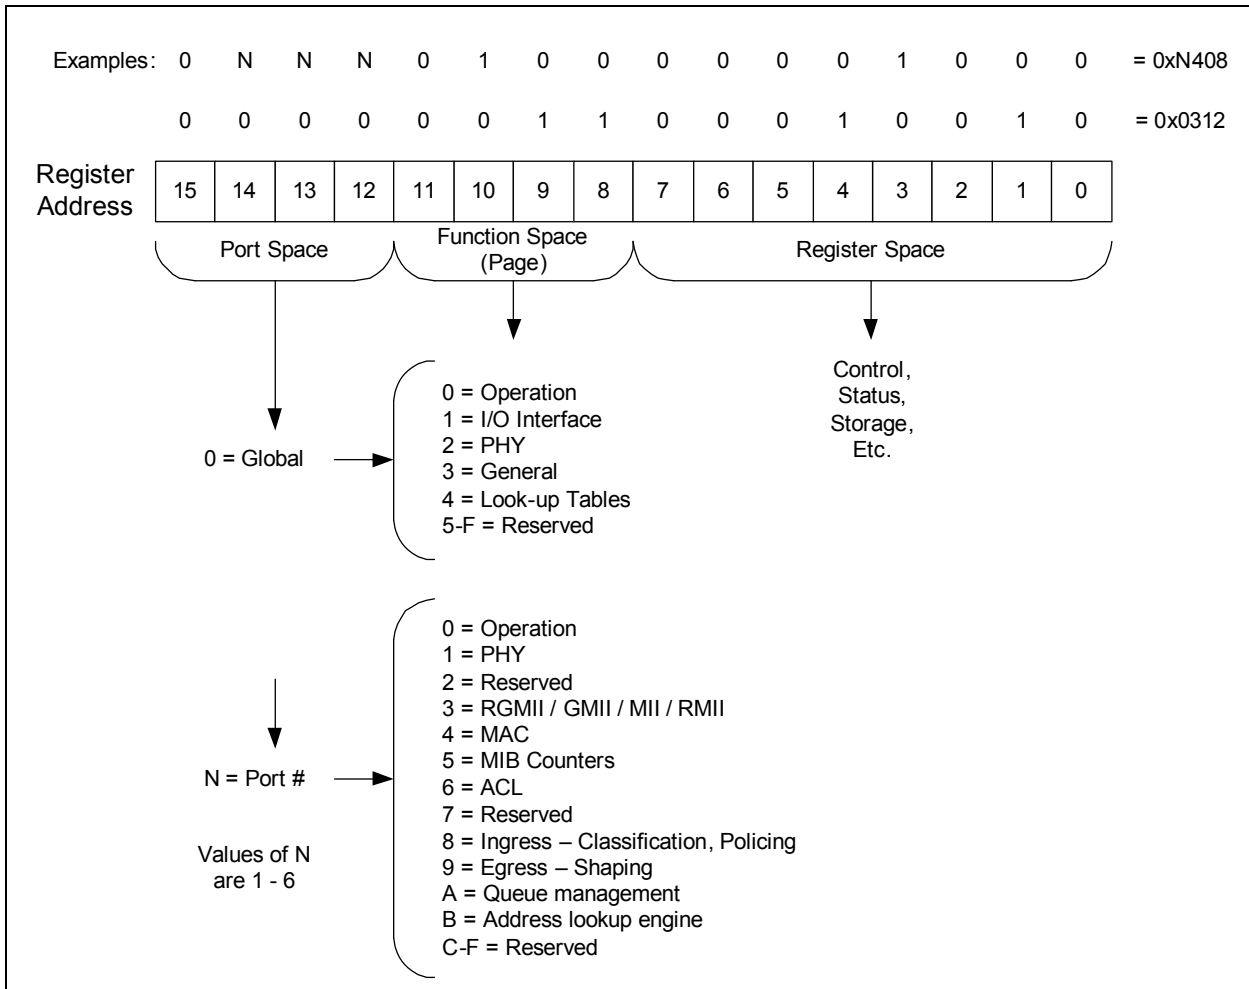 Examples: 0 N N N 0 1 0 0 0 0 0 0 1 0 0 0 = 0xN408
0 0 0 0 0 0 1 1 0 0 0 1 0 0 1 0 = 0x0312
Register
Address
15 14 13 12 11 10 9 8 7 6 5 4 3 2 1 0
Port Space
Function Space
(Page)
Register Space
0 = Global
0 = Operation
1 = I/O Interface
2 = PHY
3 = General
4 = Look-up Tables
5-F = Reserved
Control,
Status,
Storage,
Etc.
N = Port #
Values of N
are 1 - 6
0 = Operation
1 = PHY
2 = Reserved
3 = RGMII / GMII / MII / RMII
4 = MAC
5 = MIB Counters
6 = ACL
7 = Reserved
8 = Ingress – Classification, Policing
9 = Egress – Shaping
A = Queue management
B = Address lookup engine
C-F = Reserved